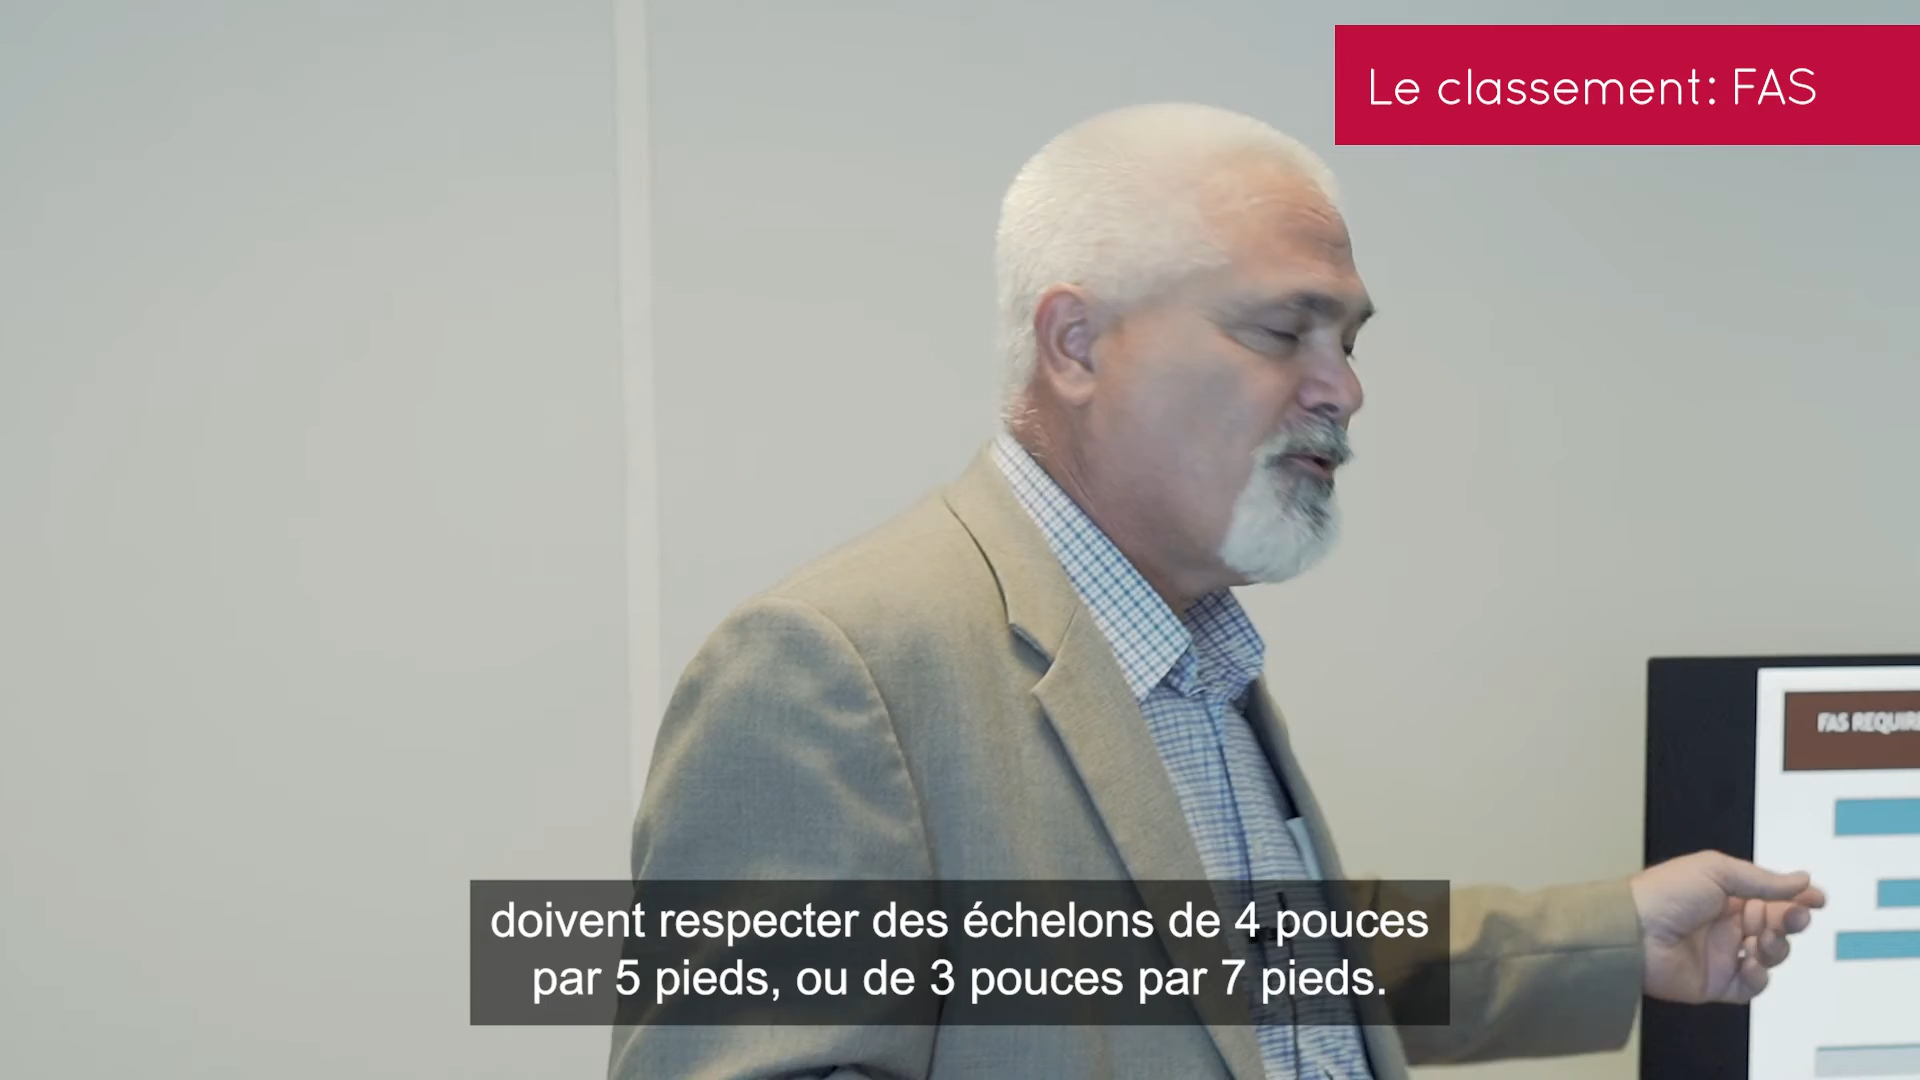 Le classement: FAS
FAS
doivent respecter des échelons de 4 pouces
par 5 pieds, ou de 3 pouces par 7 pieds.